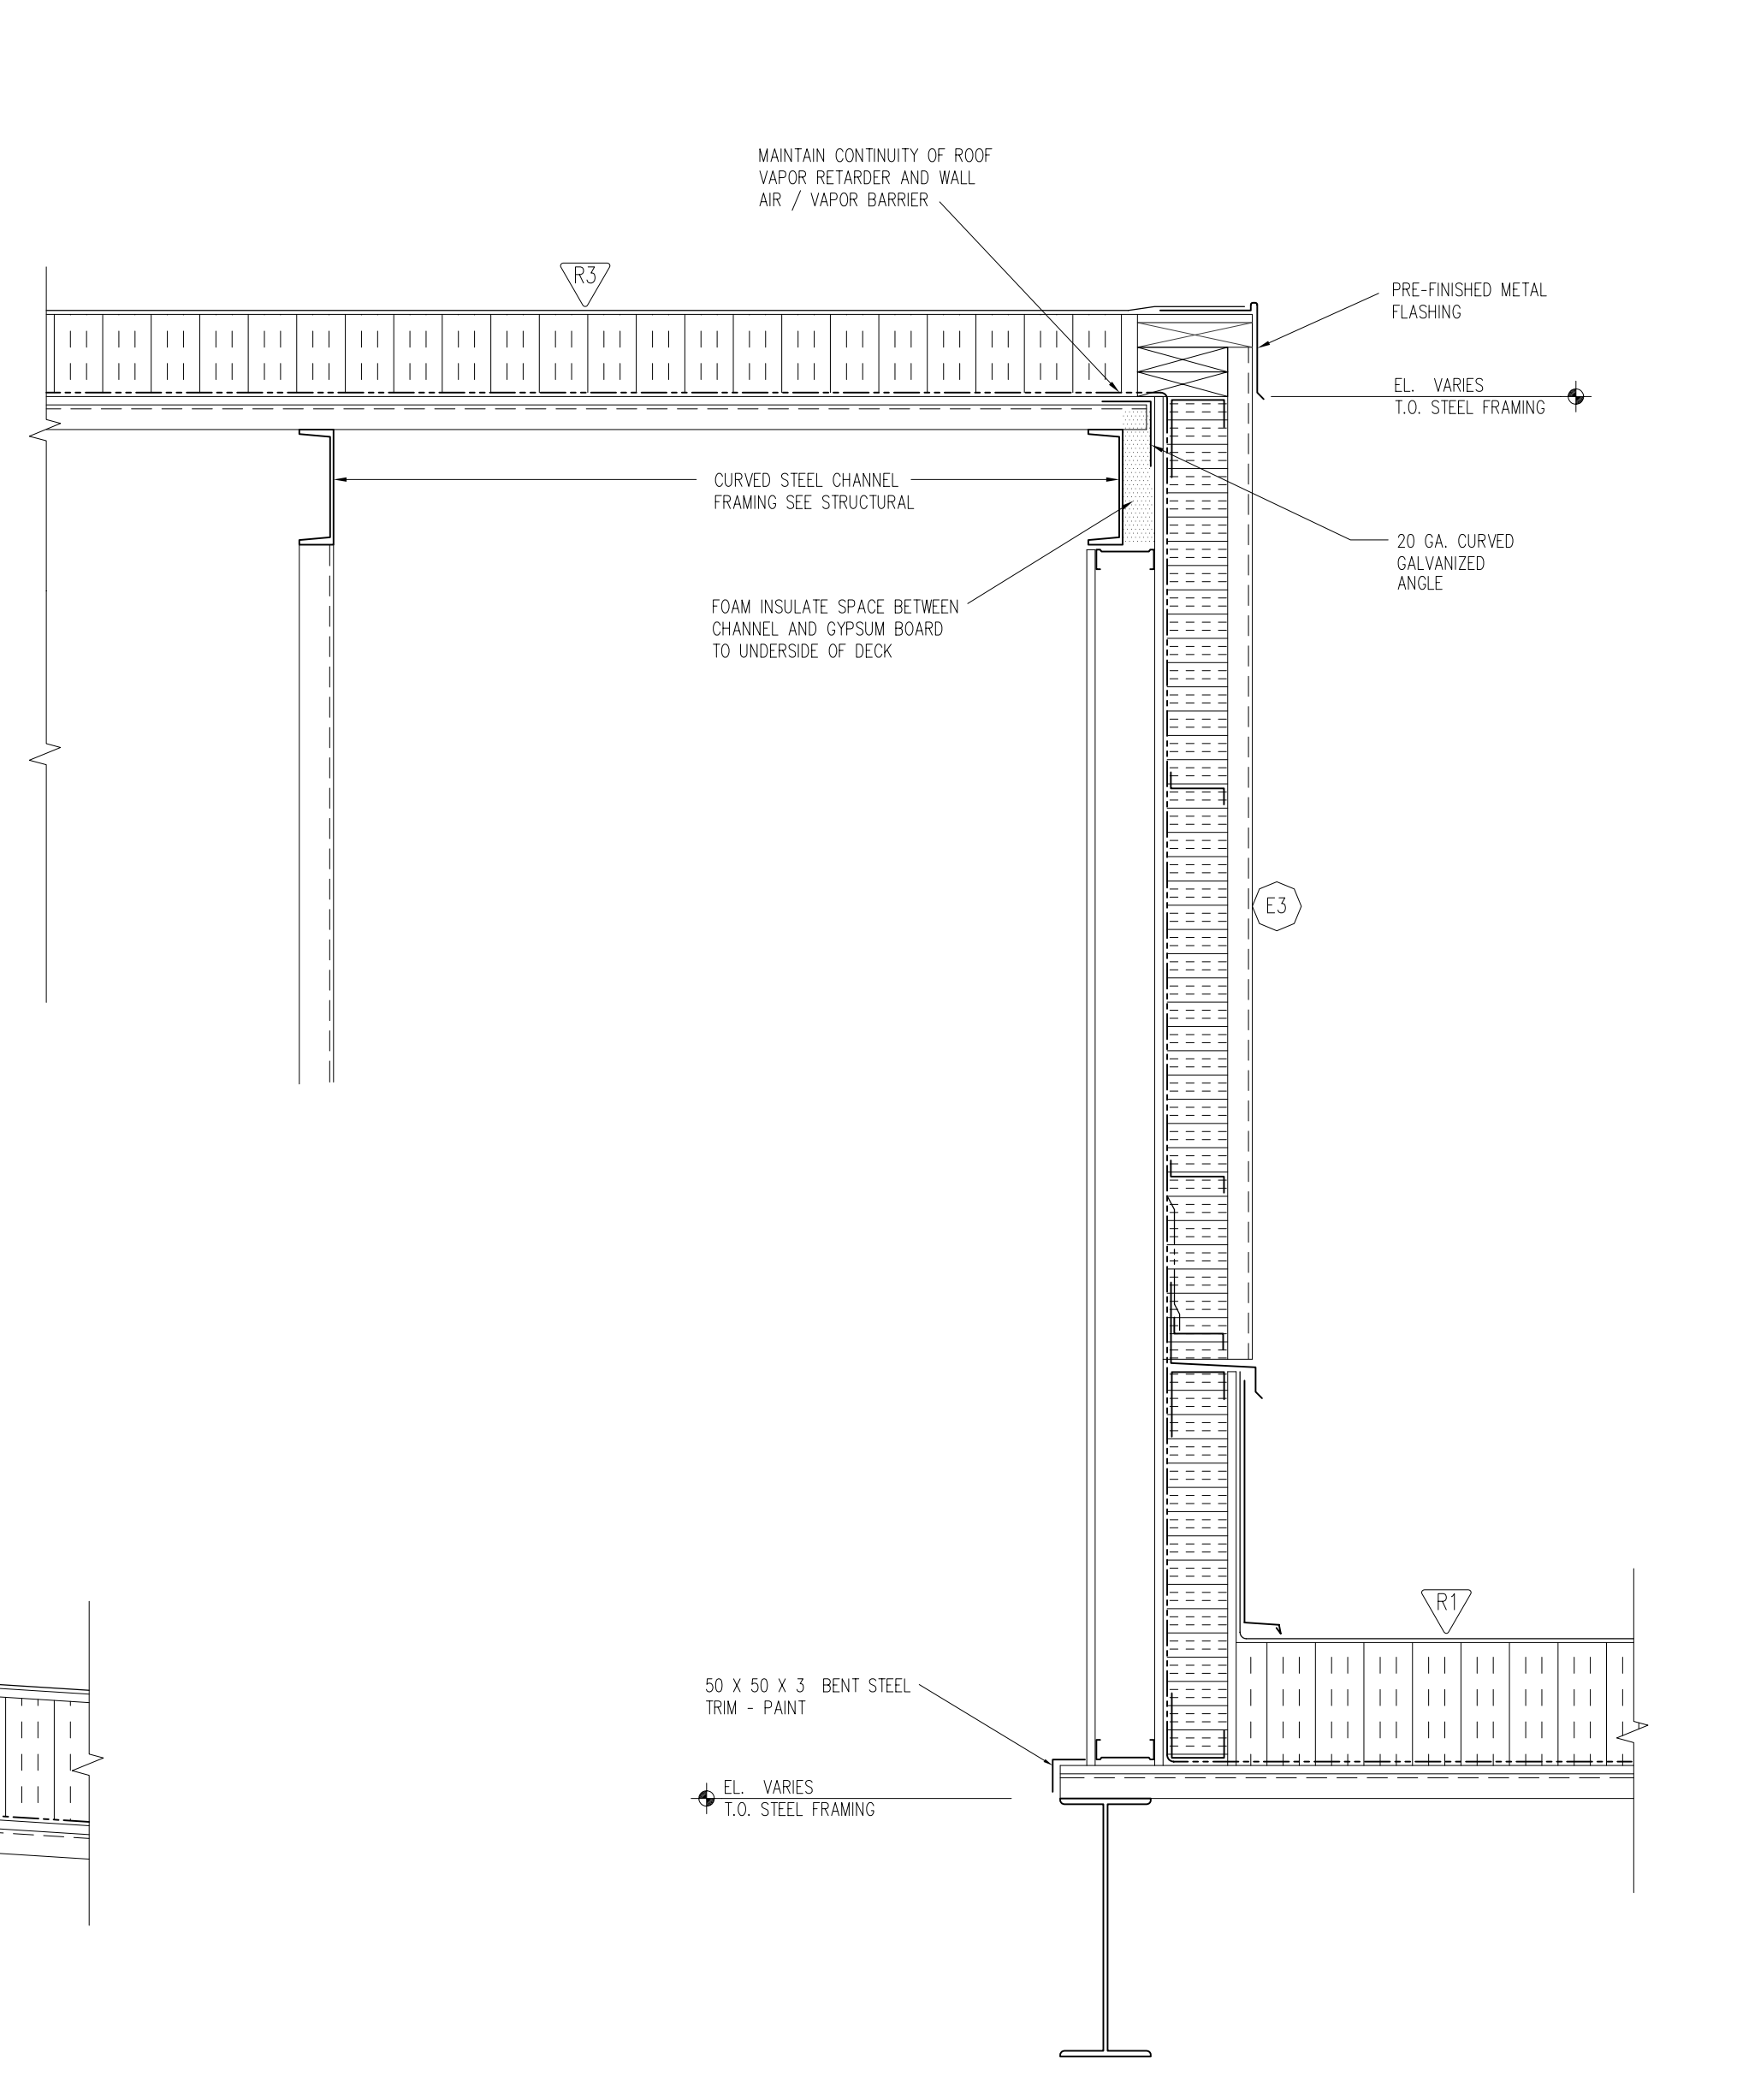 MAINTAIN CONTINUITY OF ROOF
VAPOR RETARDER AND WALL
AIR / VAPOR BARRIER
R3
PRE-FINISHED METAL
FLASHING
EL. VARIES
T.O. STEEL FRAMING
CURVED STEEL CHANNEL
FRAMING SEE STRUCTURAL
20 GA. CURVED
GALVANIZED
ANGLE
FOAM INSULATE SPACE BETWEEN
CHANNEL AND GYPSUM BOARD
TO UNDERSIDE OF DECK
E3
R1
50 X 50 X 3 BENT STEEL
TRIM - PAINT
EL. VARIES
T.O. STEEL FRAMING